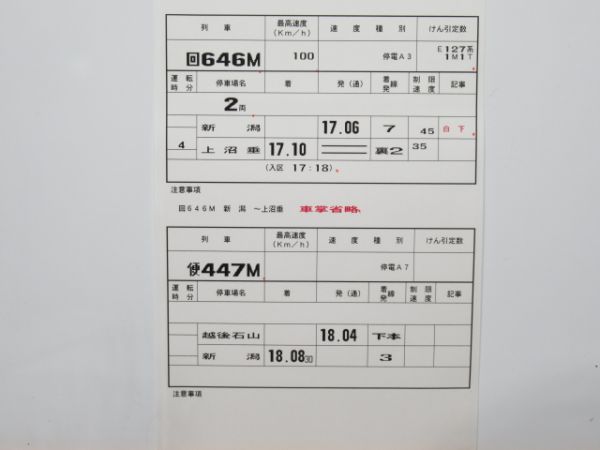 列車 最高速度(Km/h) 速度種別 けん引定数
回646M 100 停電A3 E127系 1M1T
運転時分 停車場名 着 発(通) 着発線 制限速度 記事
2両
新潟 17.06 7 45 白下
4 上沼垂 17.10 裏2 35
(入区 17:18)
注意事項
回646M 新潟 〜上沼垂 車掌省略、
列車 最高速度(Km/h) 速度種別 けん引定数
便447M 停電A7
運転時分 停車場名 着 発(通) 着発線 制限速度 記事
越後石山 18.04 下本
新潟 18.08 30 3
注意事項